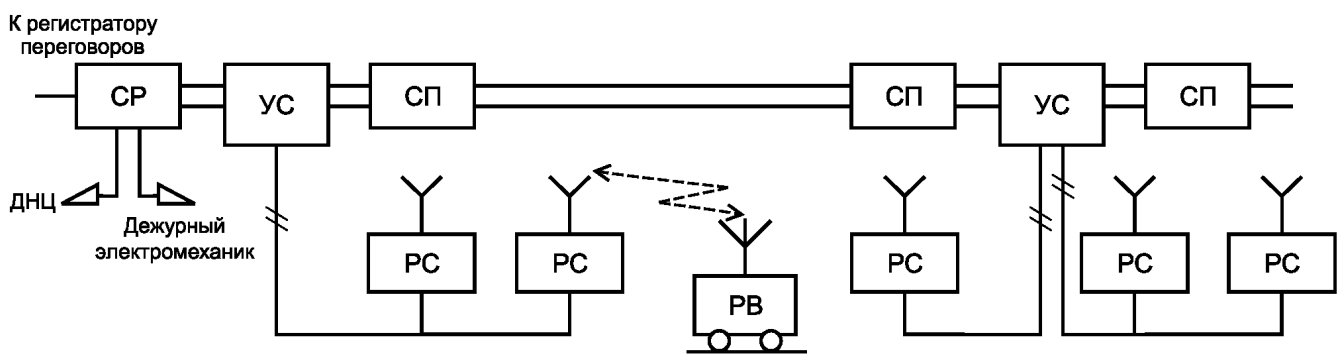 К регистратору
переговоров
СР
УС
СП
СП
УС
СП
ДНЦ
Дежурный
электромеханик
РС
РС
РВ
РС
РС
РС